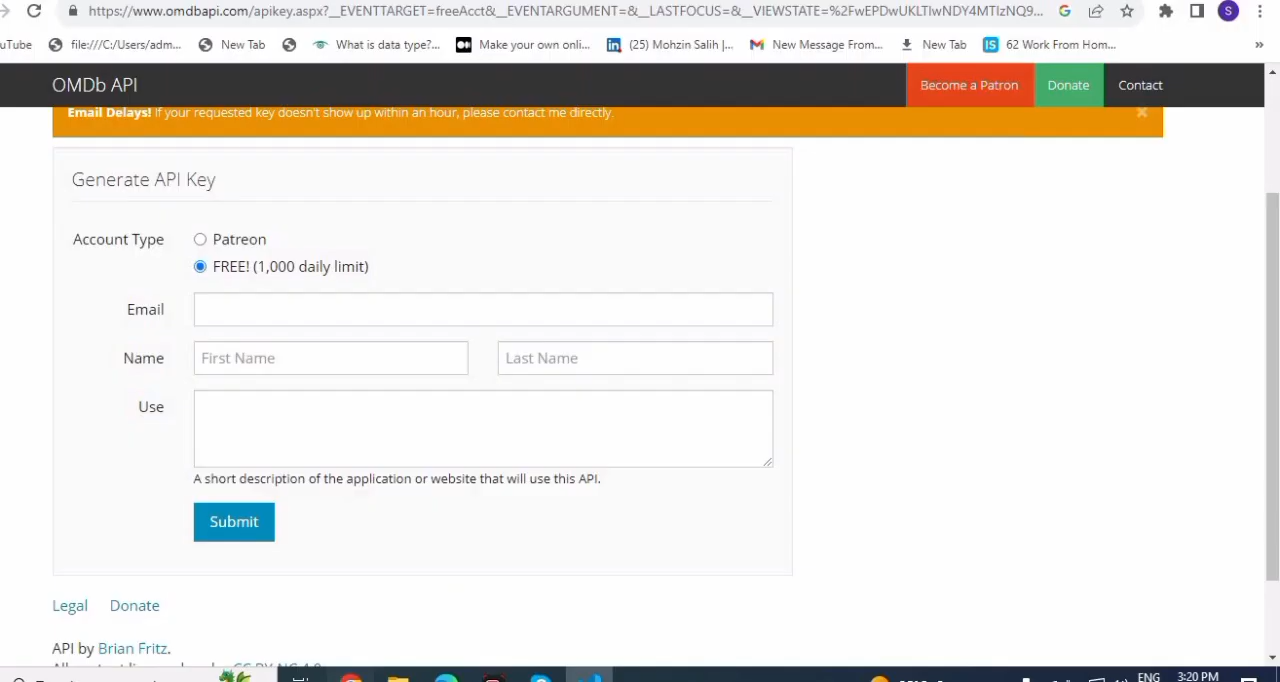 https://www.omdbapi.com/apikey.aspx?__EVENTTARGET=freeAcct&__EVENTARGUMENT=&__LASTFOCUS=&__VIEWSTATE=%2FwEPDwUKLTIwNDY4MTIzNQ9... G S
uTube file:///C:/Users/adm... New Tab What is data type?... Make your own onli... in (25) Mohzin Salih |... New Message From... New Tab IS 62 Work From Hom... »
OMDb API Become a Patron Donate Contact
Email Delays! If your requested key doesn't show up within an hour, please contact me directly. ×
Generate API Key
Account Type Patreon
FREE! (1,000 daily limit)
Email
Name First Name Last Name
Use
A short description of the application or website that will use this API.
Submit
Legal Donate
API by Brian Fritz.
ENG 3:20 PM